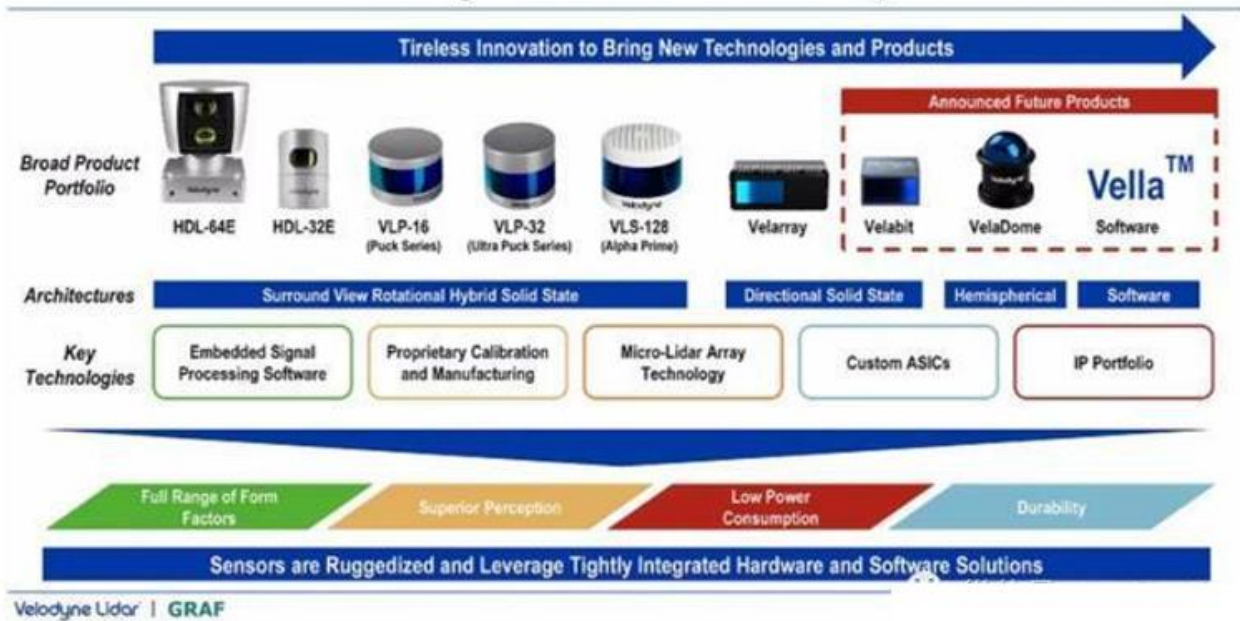 Tireless Innovation to Bring New Technologies and Products
Announced Future Products
Broad Product
Portfolio
Velodyne
Vella™
HDL-64E
HDL-32E
VLP-16
(Puck Series)
VLP-32
(Ultra Puck Series)
VLS-128
(Alpha Prime)
Velarray
Velabit
VelaDome
Software
Architectures
Surround View Rotational Hybrid Solid State
Directional Solid State
Hemispherical
Software
Key
Technologies
Embedded Signal
Processing Software
Proprietary Calibration
and Manufacturing
Micro-Lidar Array
Technology
Custom ASICs
IP Portfolio
Full Range of Form
Factors
Superior Perception
Low Power
Consumption
Durability
Sensors are Ruggedized and Leverage Tightly Integrated Hardware and Software Solutions
Velodyne Lidar | GRAF